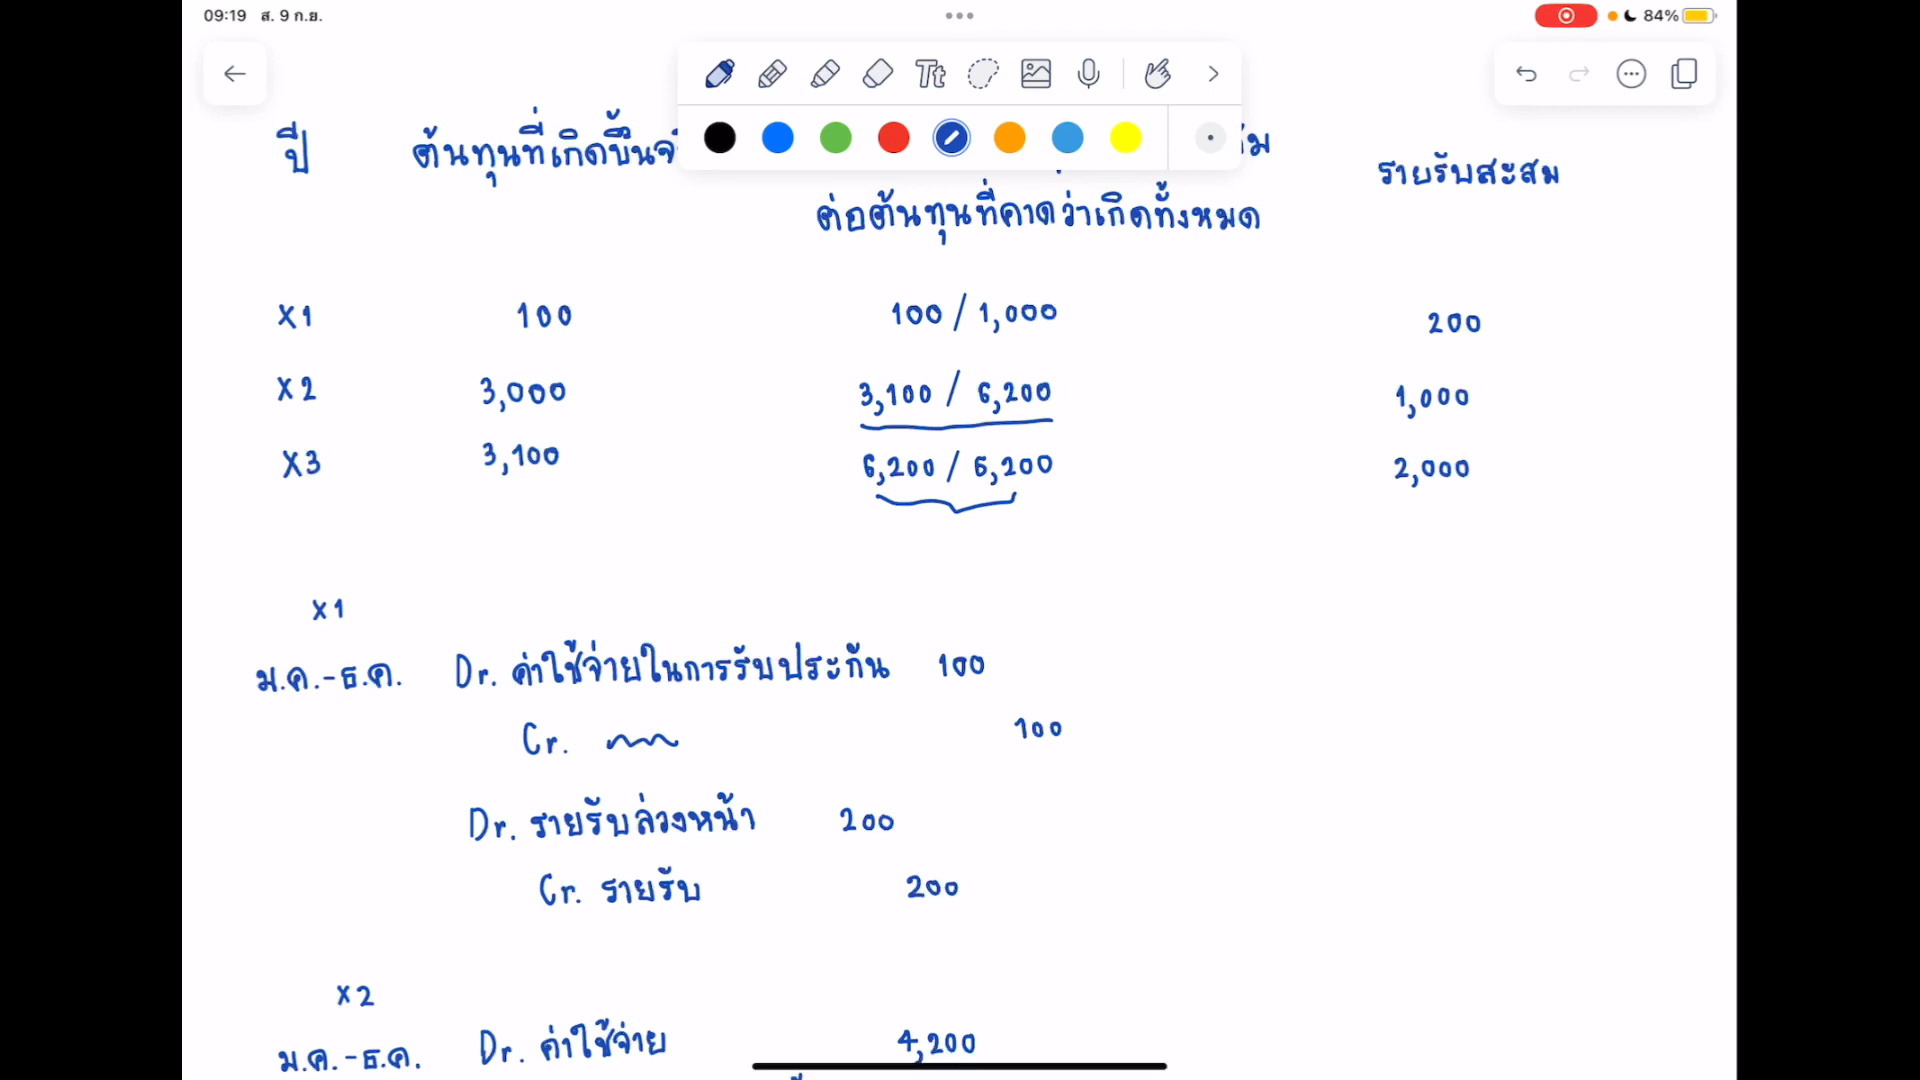 09:19 ส. 9 ก.ย. 84%
Tt
ปี ต้นทุนที่เกิดขึ้น
รายรับสะสม
ต่อต้นทุนที่คาดว่าเกิดทั้งหมด
X1 100 100 / 1,000 200
X2 3,000 3,100 / 6,200 1,000
X3 3,100 6,200 / 6,200 2,000
X1
ม.ค.-ธ.ค. Dr. ค่าใช้จ่ายในการรับประกัน 100
Cr. 100
Dr. รายรับล่วงหน้า 200
Cr. รายรับ 200
X2
ม.ค.-ธ.ค. Dr. ค่าใช้จ่าย 4,200